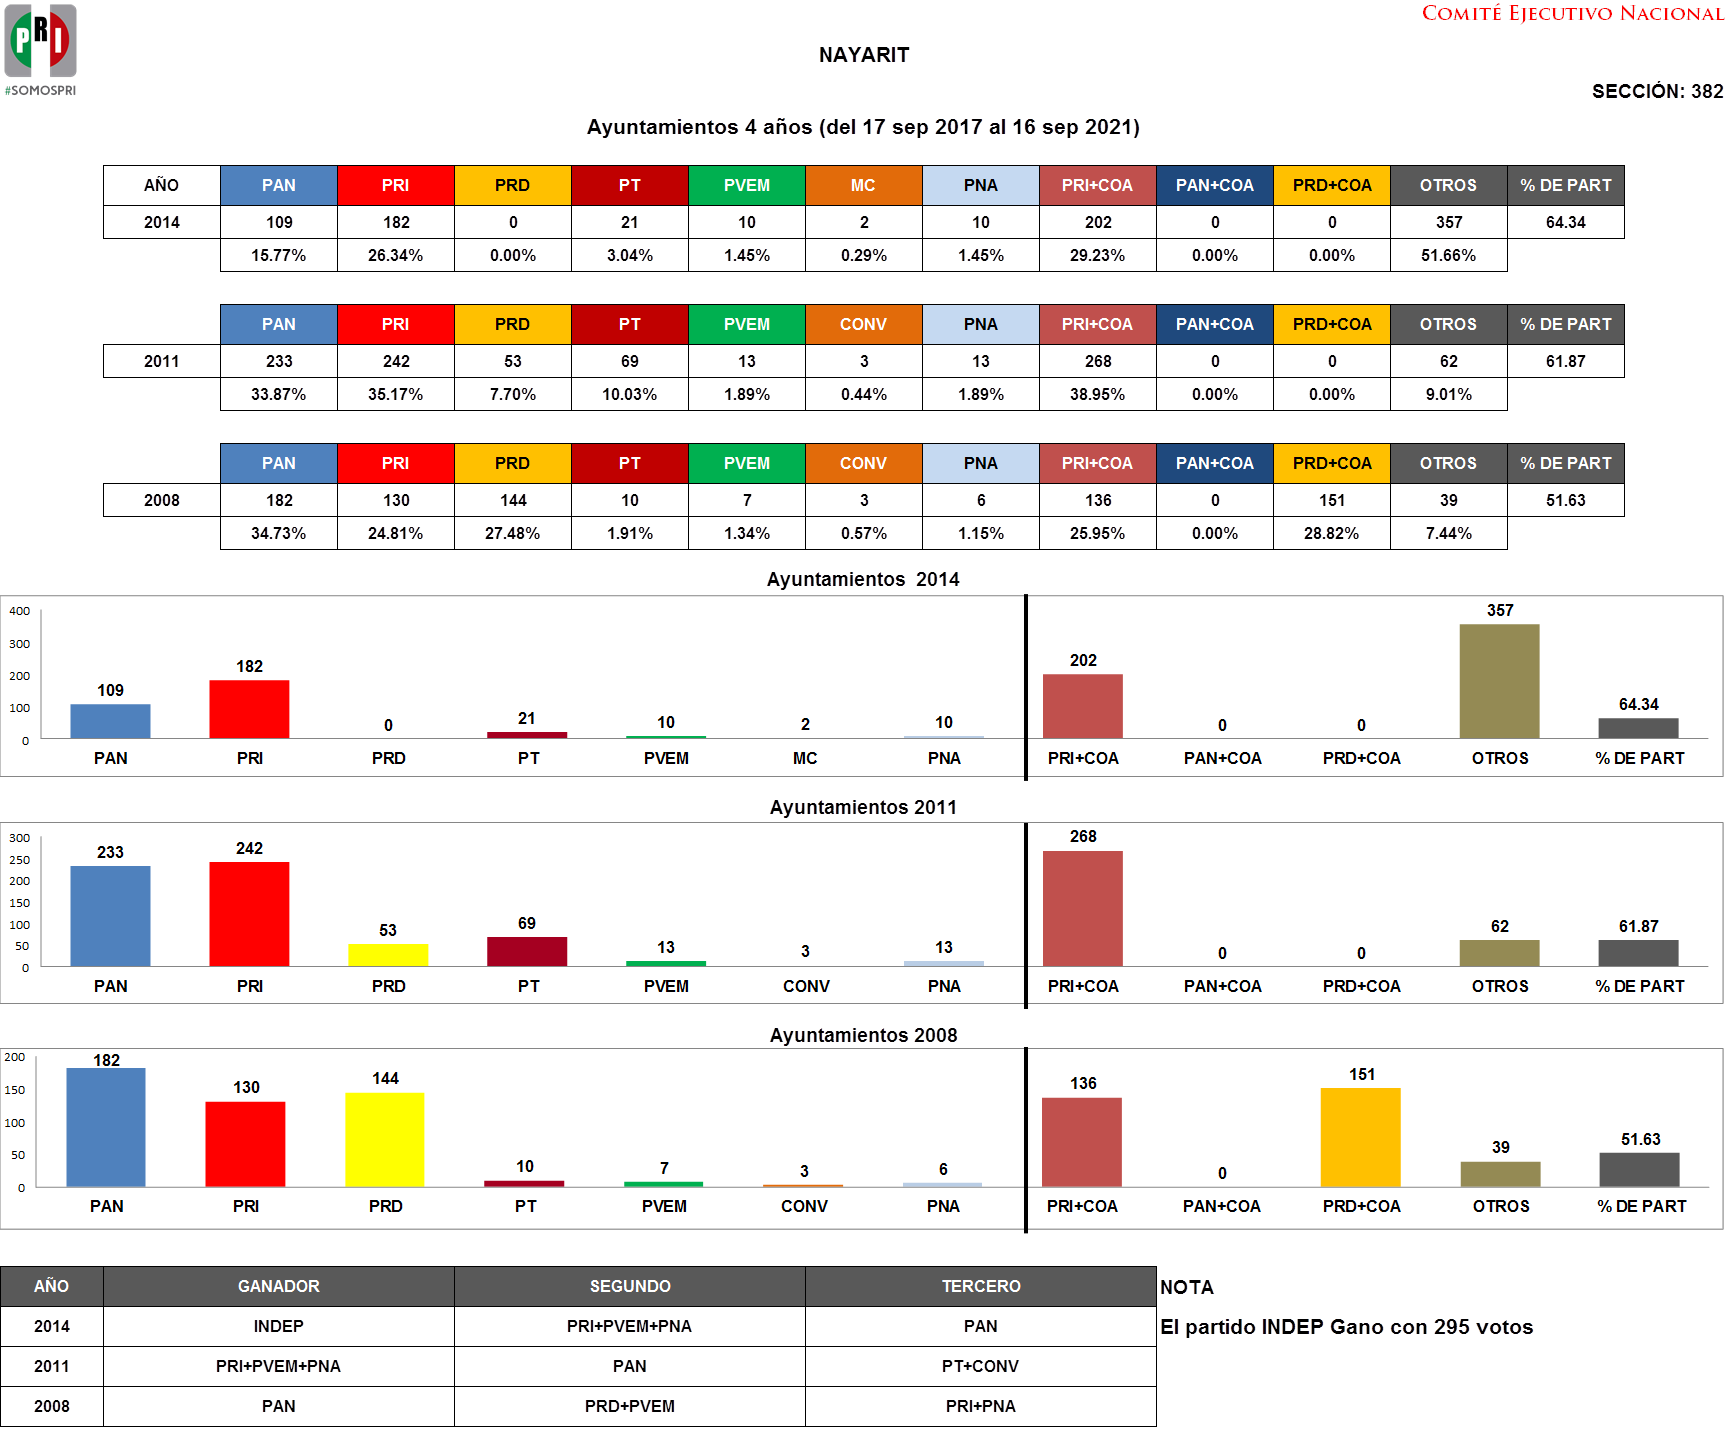 PRI
#SOMOSPRI
COMITÉ EJECUTIVO NACIONAL
NAYARIT
SECCIÓN: 382
Ayuntamientos 4 años (del 17 sep 2017 al 16 sep 2021)
AÑO PAN PRI PRD PT PVEM MC PNA PRI+COA PAN+COA PRD+COA OTROS % DE PART
2014 109 182 0 21 10 2 10 202 0 0 357 64.34
15.77% 26.34% 0.00% 3.04% 1.45% 0.29% 1.45% 29.23% 0.00% 0.00% 51.66%
PAN PRI PRD PT PVEM CONV PNA PRI+COA PAN+COA PRD+COA OTROS % DE PART
2011 233 242 53 69 13 3 13 268 0 0 62 61.87
33.87% 35.17% 7.70% 10.03% 1.89% 0.44% 1.89% 38.95% 0.00% 0.00% 9.01%
PAN PRI PRD PT PVEM CONV PNA PRI+COA PAN+COA PRD+COA OTROS % DE PART
2008 182 130 144 10 7 3 6 136 0 151 39 51.63
34.73% 24.81% 27.48% 1.91% 1.34% 0.57% 1.15% 25.95% 0.00% 28.82% 7.44%
Ayuntamientos 2014
400
300
200
100
0
109 182 0 21 10 2 10 202 0 0 357 64.34
PAN PRI PRD PT PVEM MC PNA PRI+COA PAN+COA PRD+COA OTROS % DE PART
Ayuntamientos 2011
300
250
200
150
100
50
0
233 242 53 69 13 3 13 268 0 0 62 61.87
PAN PRI PRD PT PVEM CONV PNA PRI+COA PAN+COA PRD+COA OTROS % DE PART
Ayuntamientos 2008
200
150
100
50
0
182 130 144 10 7 3 6 136 0 151 39 51.63
PAN PRI PRD PT PVEM CONV PNA PRI+COA PAN+COA PRD+COA OTROS % DE PART
AÑO GANADOR SEGUNDO TERCERO NOTA
2014 INDEP PRI+PVEM+PNA PAN El partido INDEP Gano con 295 votos
2011 PRI+PVEM+PNA PAN PT+CONV
2008 PAN PRD+PVEM PRI+PNA